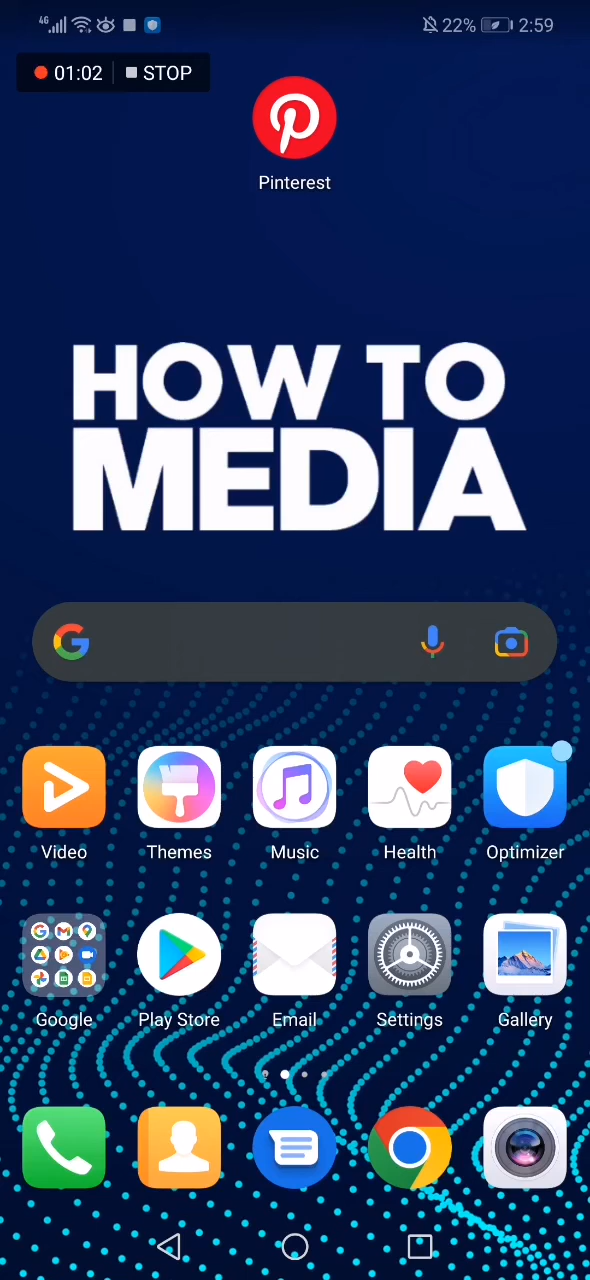 4G 22% 2:59
01:02 STOP
Pinterest
HOW TO
MEDIA
Video Themes Music Health Optimizer
Google Play Store Email Settings Gallery